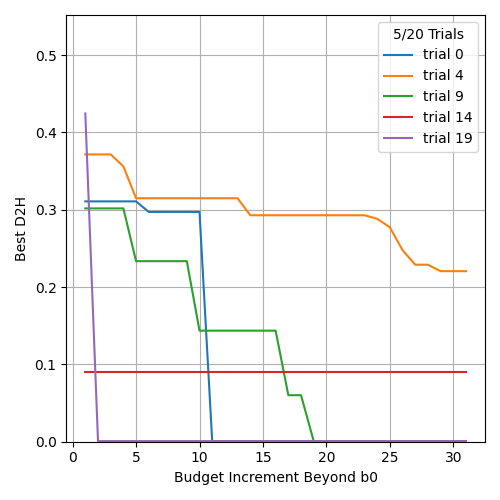 5/20 Trials
trial 0
trial 4
trial 9
trial 14
trial 19
Best D2H
0.5
0.4
0.3
0.2
0.1
0.0
0 5 10 15 20 25 30
Budget Increment Beyond b0